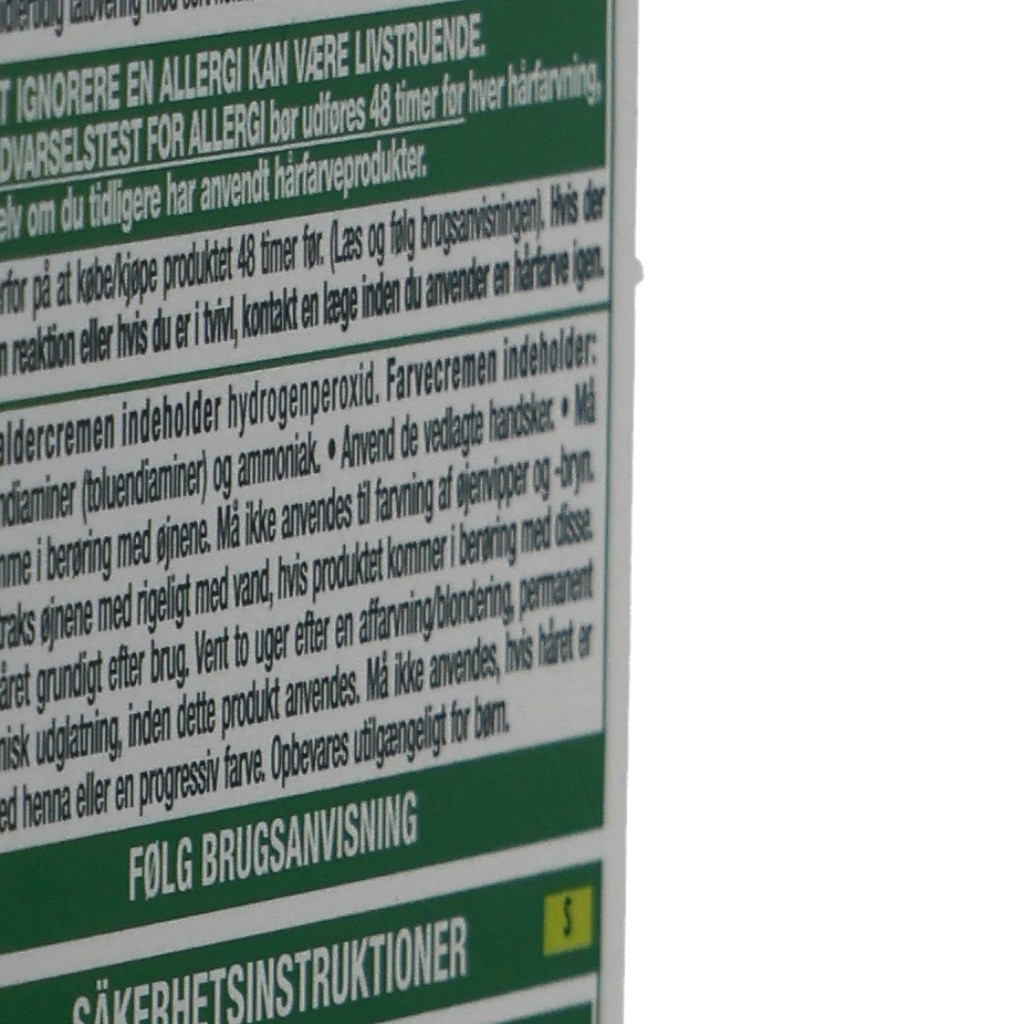 T IGNORERE EN ALLERGI KAN VÆRE LIVSTRUENDE.
DVARSELSTEST FOR ALLERGI bør udføres 48 timer før hver hårfarvning,
elv om du tidligere har anvendt hårfarveprodukter.
rfor på at købe/kjøpe produktet 48 timer før. (Læs og følg brugsanvisningen). Hvis der
n reaktion eller hvis du er i tvivl, kontakt en læge inden du anvender en hårfarve igen.
aldercremen indeholder hydrogenperoxid. Farvecremen indeholder:
ndiaminer (toluendiaminer) og ammoniak. • Anvend de vedlagte handsker. • Må
mme i berøring med øjnene. Må ikke anvendes til farvning af øjenvipper og -bryn.
traks øjnene med rigeligt med vand, hvis produktet kommer i berøring med disse.
året grundigt efter brug. Vent to uger efter en affarvning/blondering, permanent
nisk udglatning, inden dette produkt anvendes. Må ikke anvendes, hvis håret er
ed henna eller en progressiv farve. Opbevares utilgængeligt for børn.
FØLG BRUGSANVISNING
S
SÄKERHETSINSTRUKTIONER